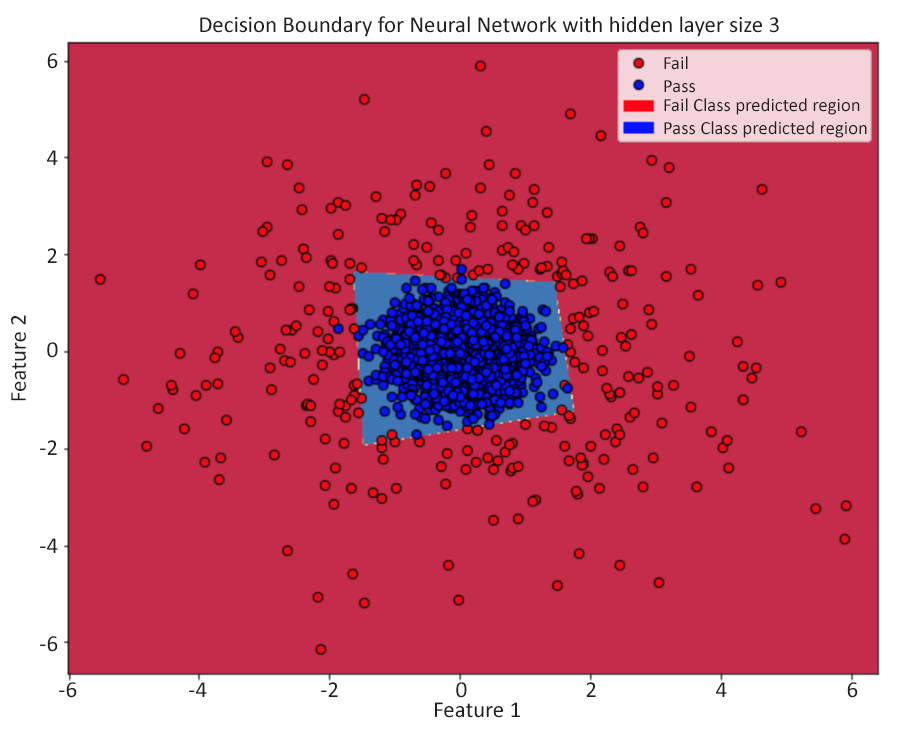 Decision Boundary for Neural Network with hidden layer size 3
Fail
Pass
Fail Class predicted region
Pass Class predicted region
6
4
2
0
-2
-4
-6
Feature 2
-6
-4
-2
0
2
4
6
Feature 1